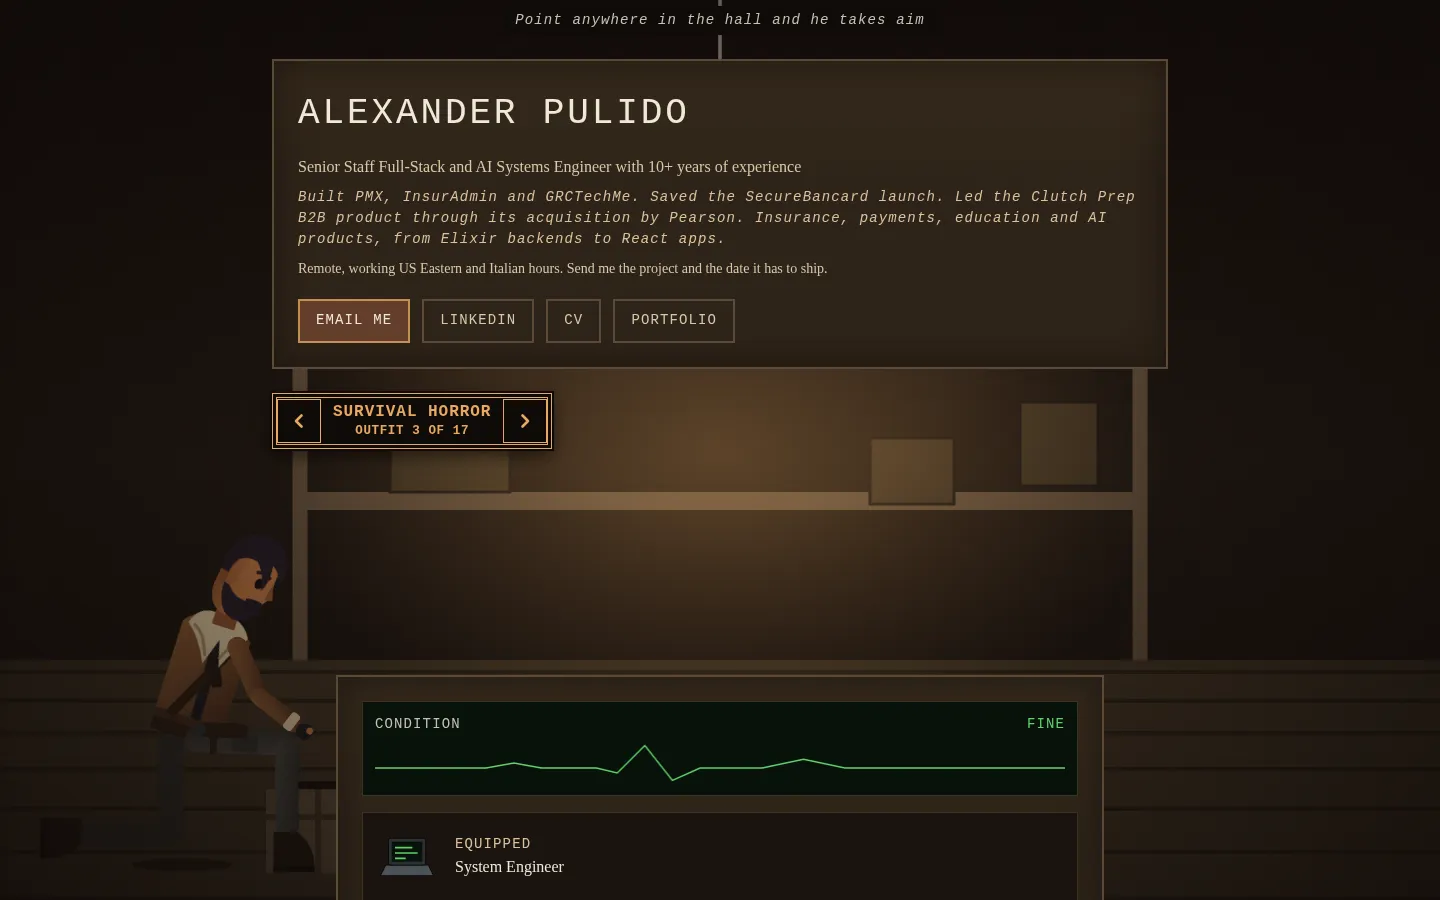 Point anywhere in the hall and he takes aim
ALEXANDER PULIDO
Senior Staff Full-Stack and AI Systems Engineer with 10+ years of experience
Built PMX, InsurAdmin and GRCTechMe. Saved the SecureBancard launch. Led the Clutch Prep
B2B product through its acquisition by Pearson. Insurance, payments, education and AI
products, from Elixir backends to React apps.
Remote, working US Eastern and Italian hours. Send me the project and the date it has to ship.
EMAIL ME
LINKEDIN
CV
PORTFOLIO
SURVIVAL HORROR
OUTFIT 3 OF 17
CONDITION
FINE
EQUIPPED
System Engineer